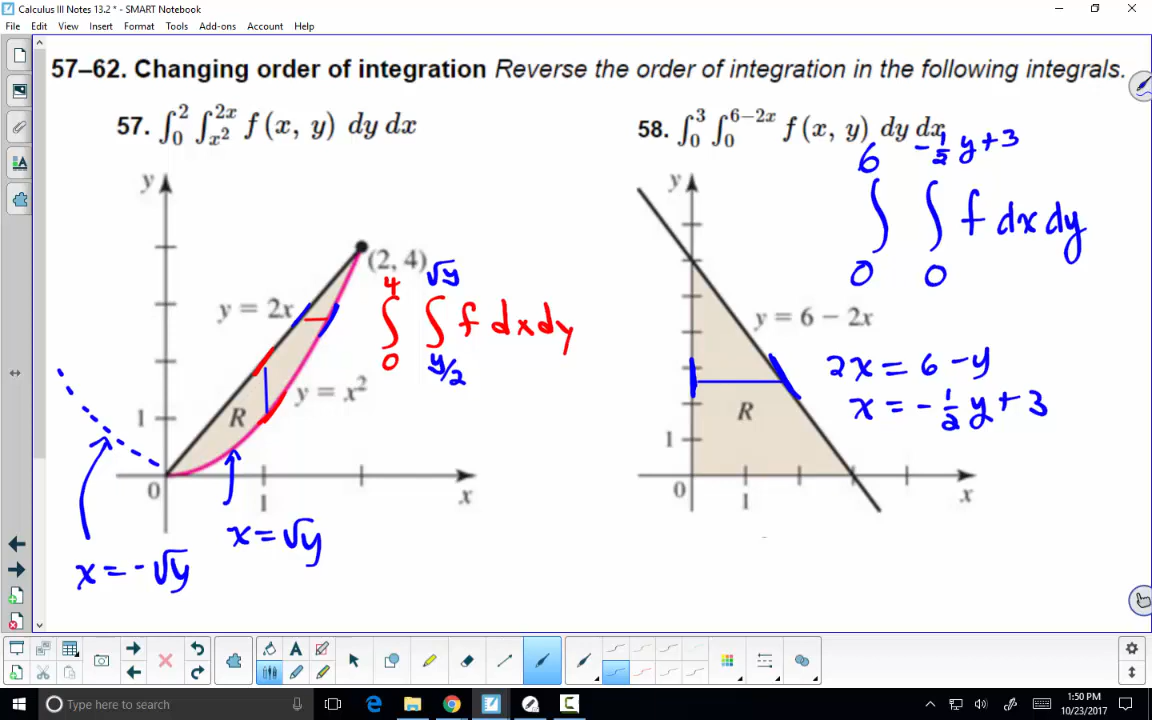 Calculus III Notes 13.2 * - SMART Notebook
File Edit View Insert Format Tools Add-ons Account Help
57–62. Changing order of integration Reverse the order of integration in the following integrals.
57. ∫₀² ∫ₓ²²ˣ f (x, y) dy dx
y
(2, 4)
y = 2x
y = x²
R
1
0
1
x
4 √y
∫ ∫ f dx dy
0 y/2
x = √y
x = -√y
58. ∫₀³ ∫₀⁶⁻²ˣ f (x, y) dy dx
6 -½y+3
∫ ∫ f dx dy
0 0
y
y = 6 − 2x
2x = 6 - y
x = -½y + 3
R
1
0
1
x
Type here to search
1:50 PM
10/23/2017